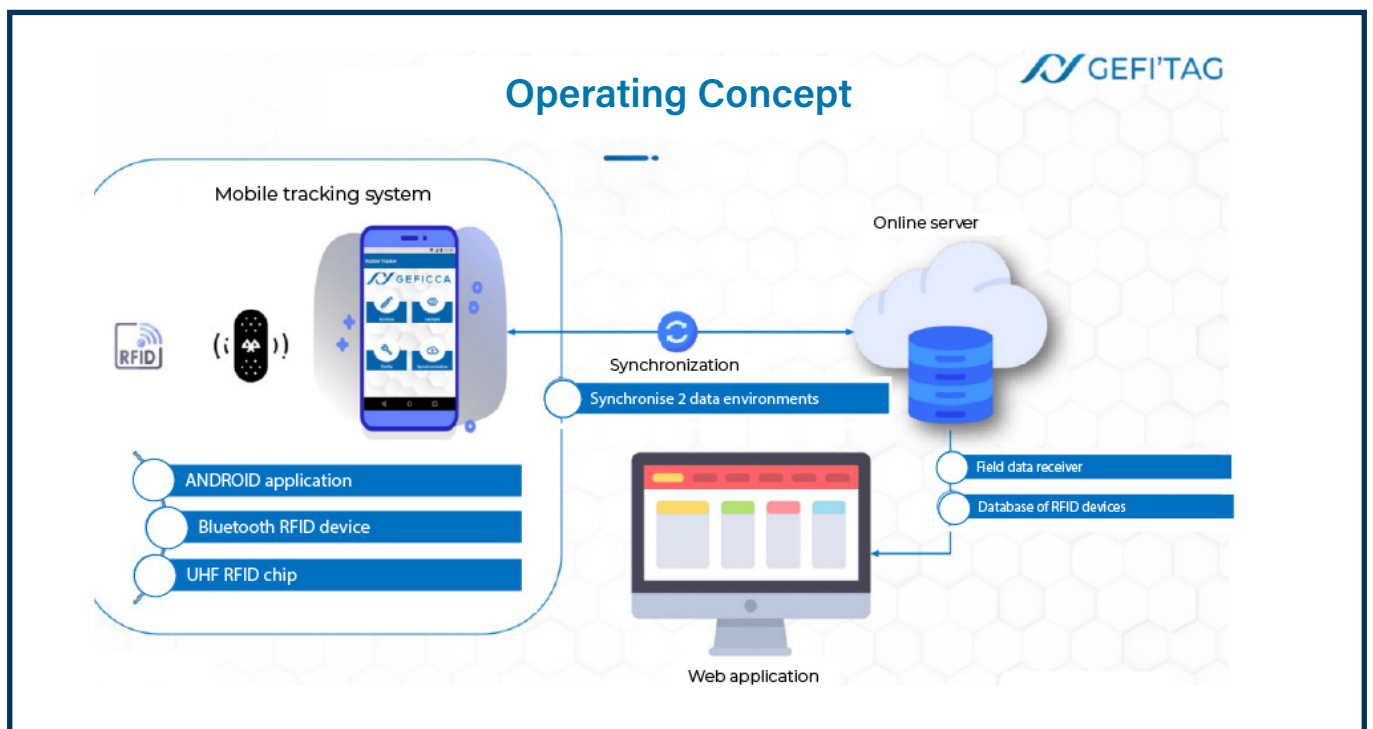 GEFI'TAG
Operating Concept
Mobile tracking system
Online server
GEFICCA
RFID
Synchronization
Synchronise 2 data environments
ANDROID application
Bluetooth RFID device
UHF RFID chip
Field data receiver
Database of RFID devices
Web application